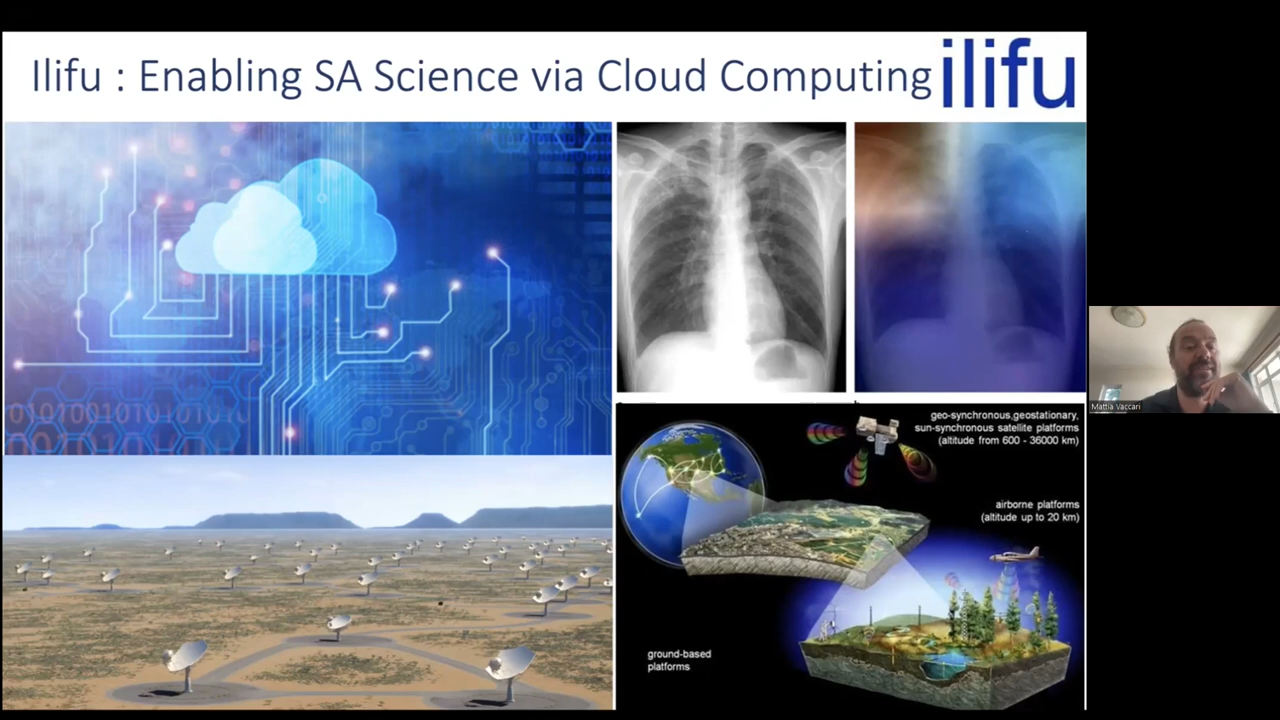 Ilifu : Enabling SA Science via Cloud Computing
ilifu
geo-synchronous,geostationary,
sun-synchronous satellite platforms
(altitude from 600 - 36000 km)
airborne platforms
(altitude up to 20 km)
ground-based
platforms
Mattia Vaccari